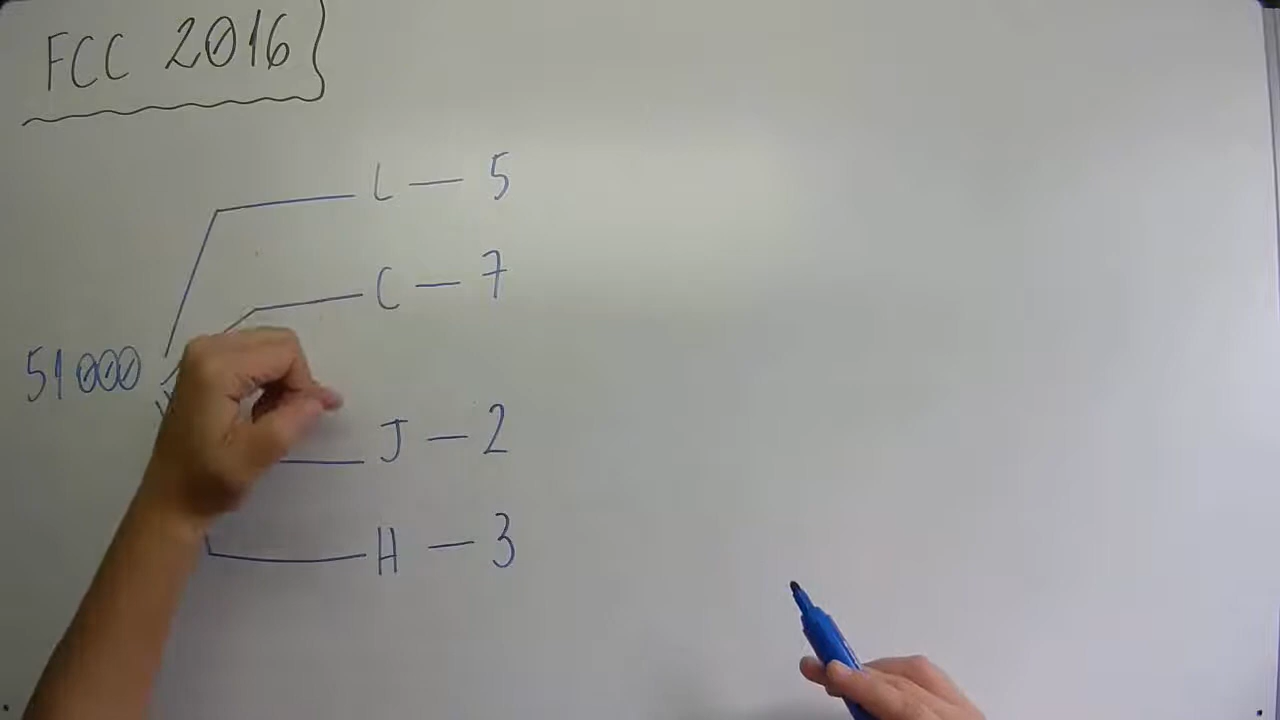 FCC 2016
L — 5
C — 7
51000
J — 2
H — 3